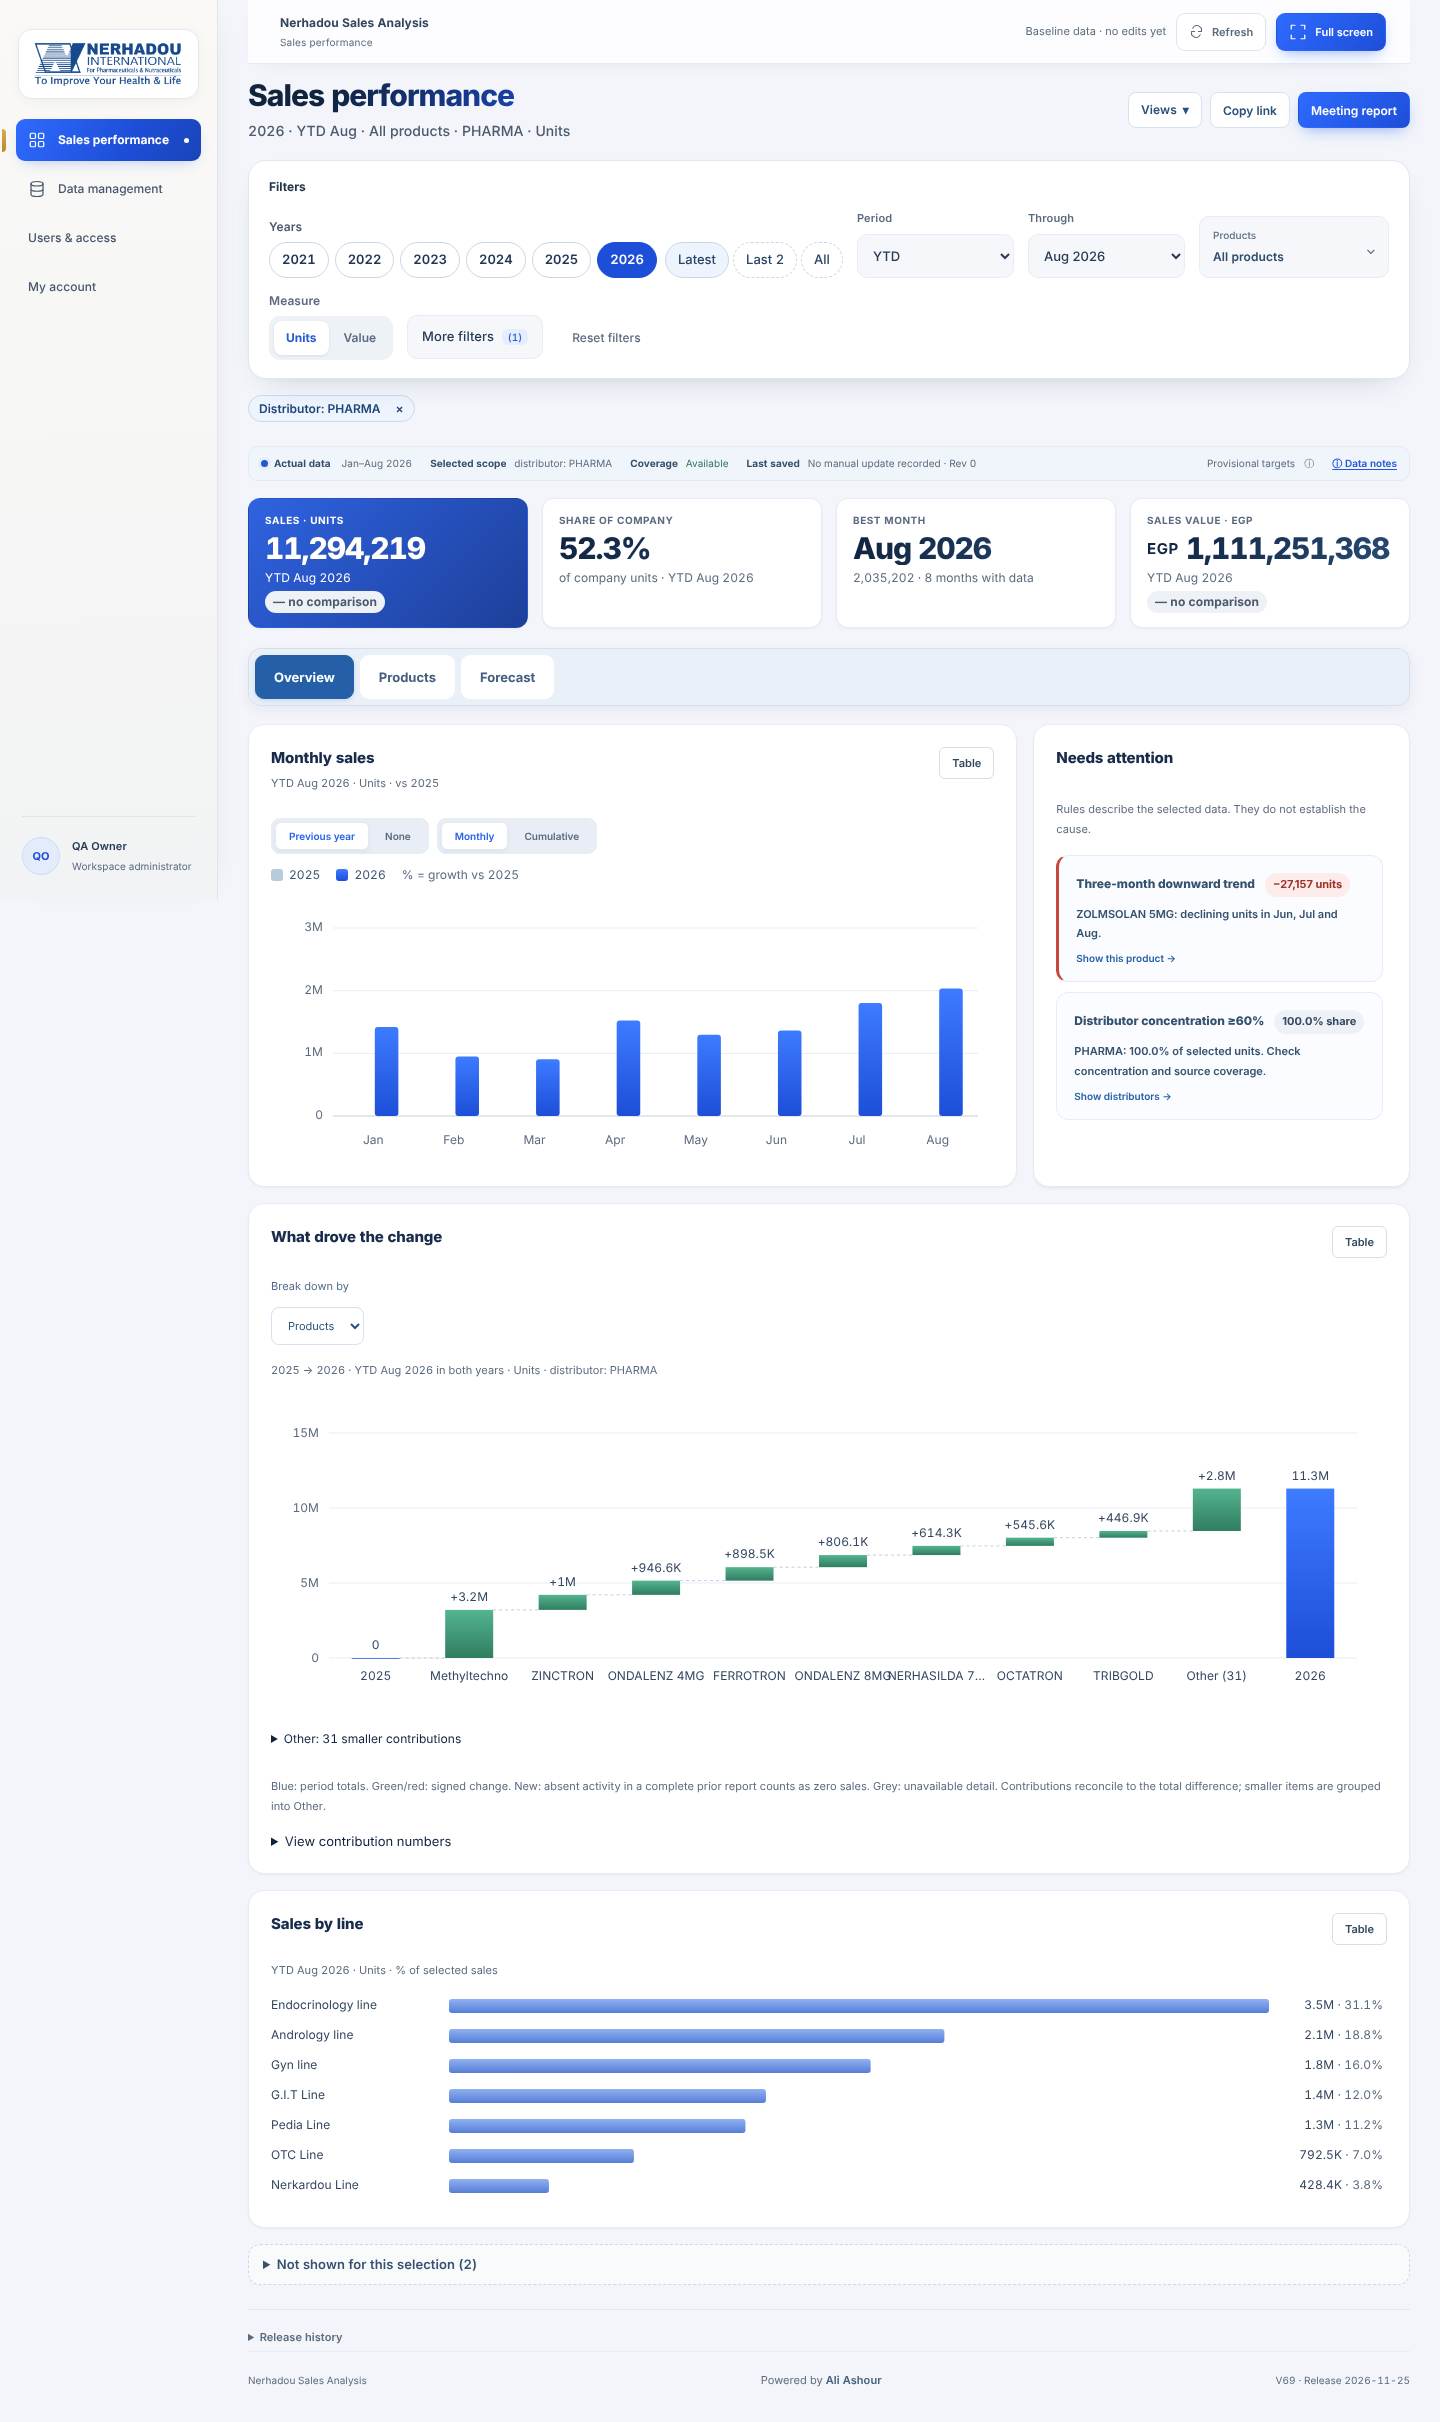 NERHADOU
INTERNATIONAL
For Pharmaceuticals & Nutraceuticals
To Improve Your Health & Life
Sales performance
Data management
Users & access
My account
QO
QA Owner
Workspace administrator
Nerhadou Sales Analysis
Sales performance
Baseline data · no edits yet
Refresh
Full screen
Sales performance
2026 · YTD Aug · All products · PHARMA · Units
Views ▾
Copy link
Meeting report
Filters
Years
2021 2022 2023 2024 2025 2026 Latest Last 2 All
Period
YTD
Through
Aug 2026
Products
All products
Measure
Units Value
More filters (1)
Reset filters
Distributor: PHARMA ×
Actual data Jan–Aug 2026 Selected scope distributor: PHARMA Coverage Available Last saved No manual update recorded · Rev 0 Provisional targets ⓘ ⓘ Data notes
SALES · UNITS
11,294,219
YTD Aug 2026
— no comparison
SHARE OF COMPANY
52.3%
of company units · YTD Aug 2026
BEST MONTH
Aug 2026
2,035,202 · 8 months with data
SALES VALUE · EGP
EGP 1,111,251,368
YTD Aug 2026
— no comparison
Overview Products Forecast
Monthly sales
YTD Aug 2026 · Units · vs 2025
Table
Previous year None Monthly Cumulative
2025 2026 % = growth vs 2025
3M
2M
1M
0
Jan Feb Mar Apr May Jun Jul Aug
Needs attention
Rules describe the selected data. They do not establish the
cause.
Three-month downward trend −27,157 units
ZOLMSOLAN 5MG: declining units in Jun, Jul and
Aug.
Show this product →
Distributor concentration ≥60% 100.0% share
PHARMA: 100.0% of selected units. Check
concentration and source coverage.
Show distributors →
What drove the change
Table
Break down by
Products
2025 → 2026 · YTD Aug 2026 in both years · Units · distributor: PHARMA
15M
10M
5M
0
0 +3.2M +1M +946.6K +898.5K +806.1K +614.3K +545.6K +446.9K +2.8M 11.3M
2025 Methyltechno ZINCTRON ONDALENZ 4MG FERROTRON ONDALENZ 8MG NERHASILDA 7… OCTATRON TRIBGOLD Other (31) 2026
▶ Other: 31 smaller contributions
Blue: period totals. Green/red: signed change. New: absent activity in a complete prior report counts as zero sales. Grey: unavailable detail. Contributions reconcile to the total difference; smaller items are grouped
into Other.
▶ View contribution numbers
Sales by line
Table
YTD Aug 2026 · Units · % of selected sales
Endocrinology line 3.5M · 31.1%
Andrology line 2.1M · 18.8%
Gyn line 1.8M · 16.0%
G.I.T Line 1.4M · 12.0%
Pedia Line 1.3M · 11.2%
OTC Line 792.5K · 7.0%
Nerkardou Line 428.4K · 3.8%
▶ Not shown for this selection (2)
▶ Release history
Nerhadou Sales Analysis
Powered by Ali Ashour
V69 · Release 2026-11-25